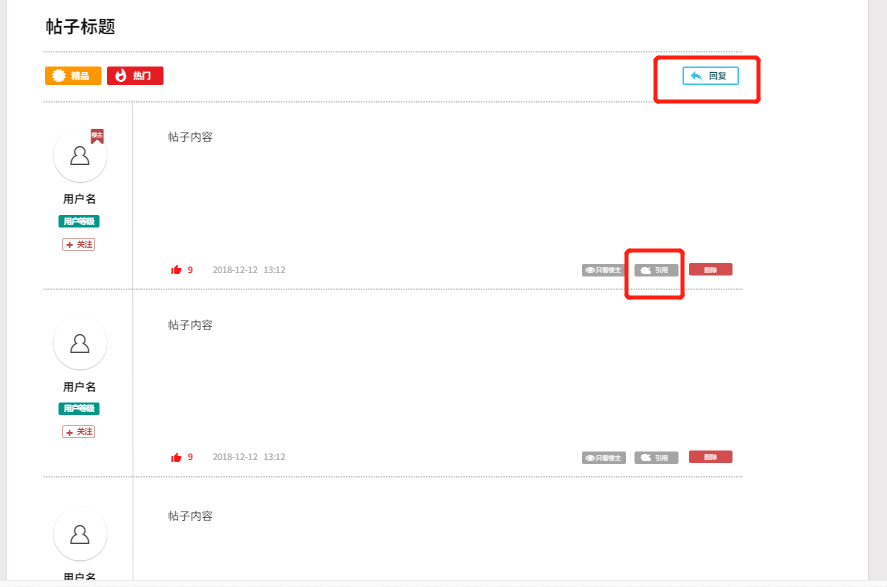 帖子标题
精品 热门 回复
楼主
帖子内容
用户名
用户等级
+ 关注
9 2018-12-12 13:12 只看楼主 引用 删除
帖子内容
用户名
用户等级
+ 关注
9 2018-12-12 13:12 只看楼主 引用 删除
帖子内容
用户名